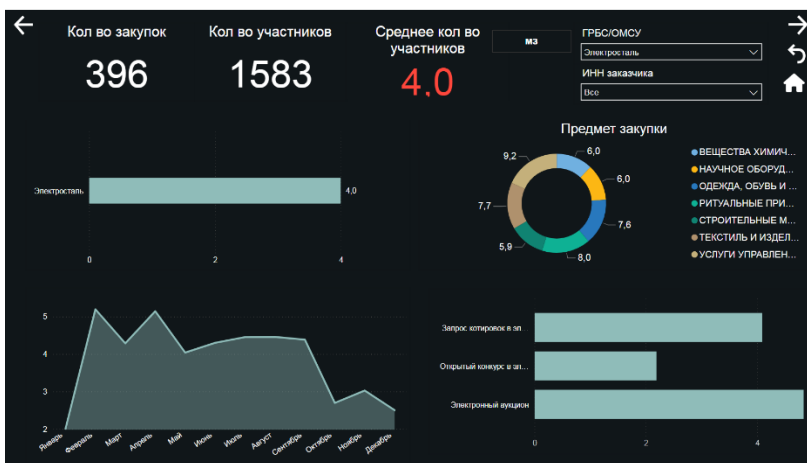 Кол во закупок
396
Кол во участников
1583
Среднее кол во
участников
4,0
МЗ
ГРБС/ОМСУ
Электросталь
ИНН заказчика
Все
Электросталь
4,0
0
2
4
Предмет закупки
6,0
6,0
7,6
8,0
5,9
7,7
9,2
ВЕЩЕСТВА ХИМИЧ...
НАУЧНОЕ ОБОРУД...
ОДЕЖДА, ОБУВЬ И ...
РИТУАЛЬНЫЕ ПРИ...
СТРОИТЕЛЬНЫЕ М...
ТЕКСТИЛЬ И ИЗДЕЛ...
УСЛУГИ УПРАВЛЕН...
5
4
3
2
Январь
Февраль
Март
Апрель
Май
Июнь
Июль
Август
Сентябрь
Октябрь
Ноябрь
Декабрь
Запрос котировок в эл...
Открытый конкурс в эл...
Электронный аукцион
0
2
4